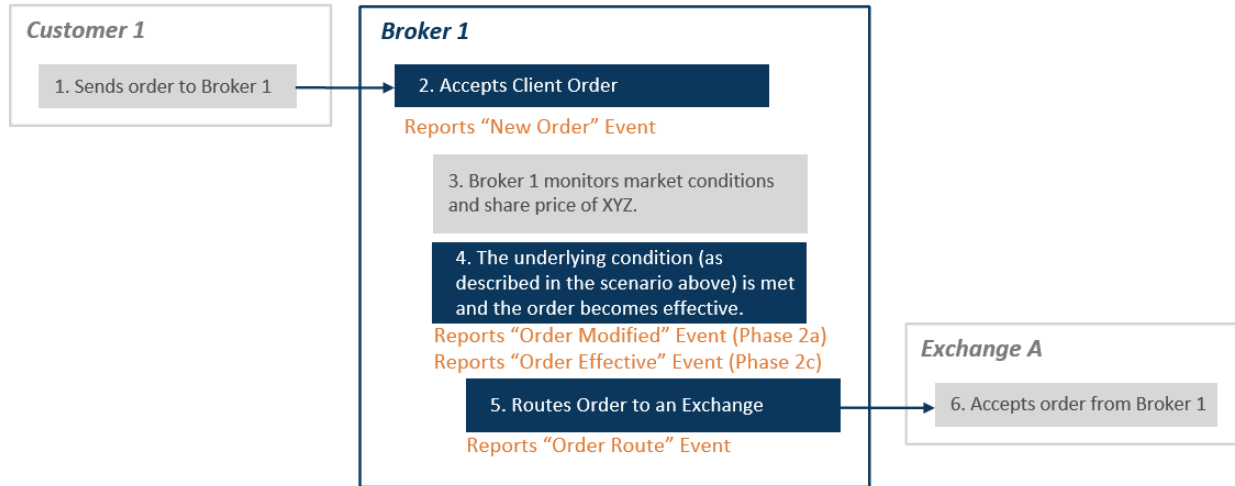 Customer 1
1. Sends order to Broker 1
Broker 1
2. Accepts Client Order
Reports “New Order” Event
3. Broker 1 monitors market conditions
and share price of XYZ.
4. The underlying condition (as
described in the scenario above) is met
and the order becomes effective.
Reports “Order Modified” Event (Phase 2a)
Reports “Order Effective” Event (Phase 2c)
5. Routes Order to an Exchange
Reports “Order Route” Event
Exchange A
6. Accepts order from Broker 1